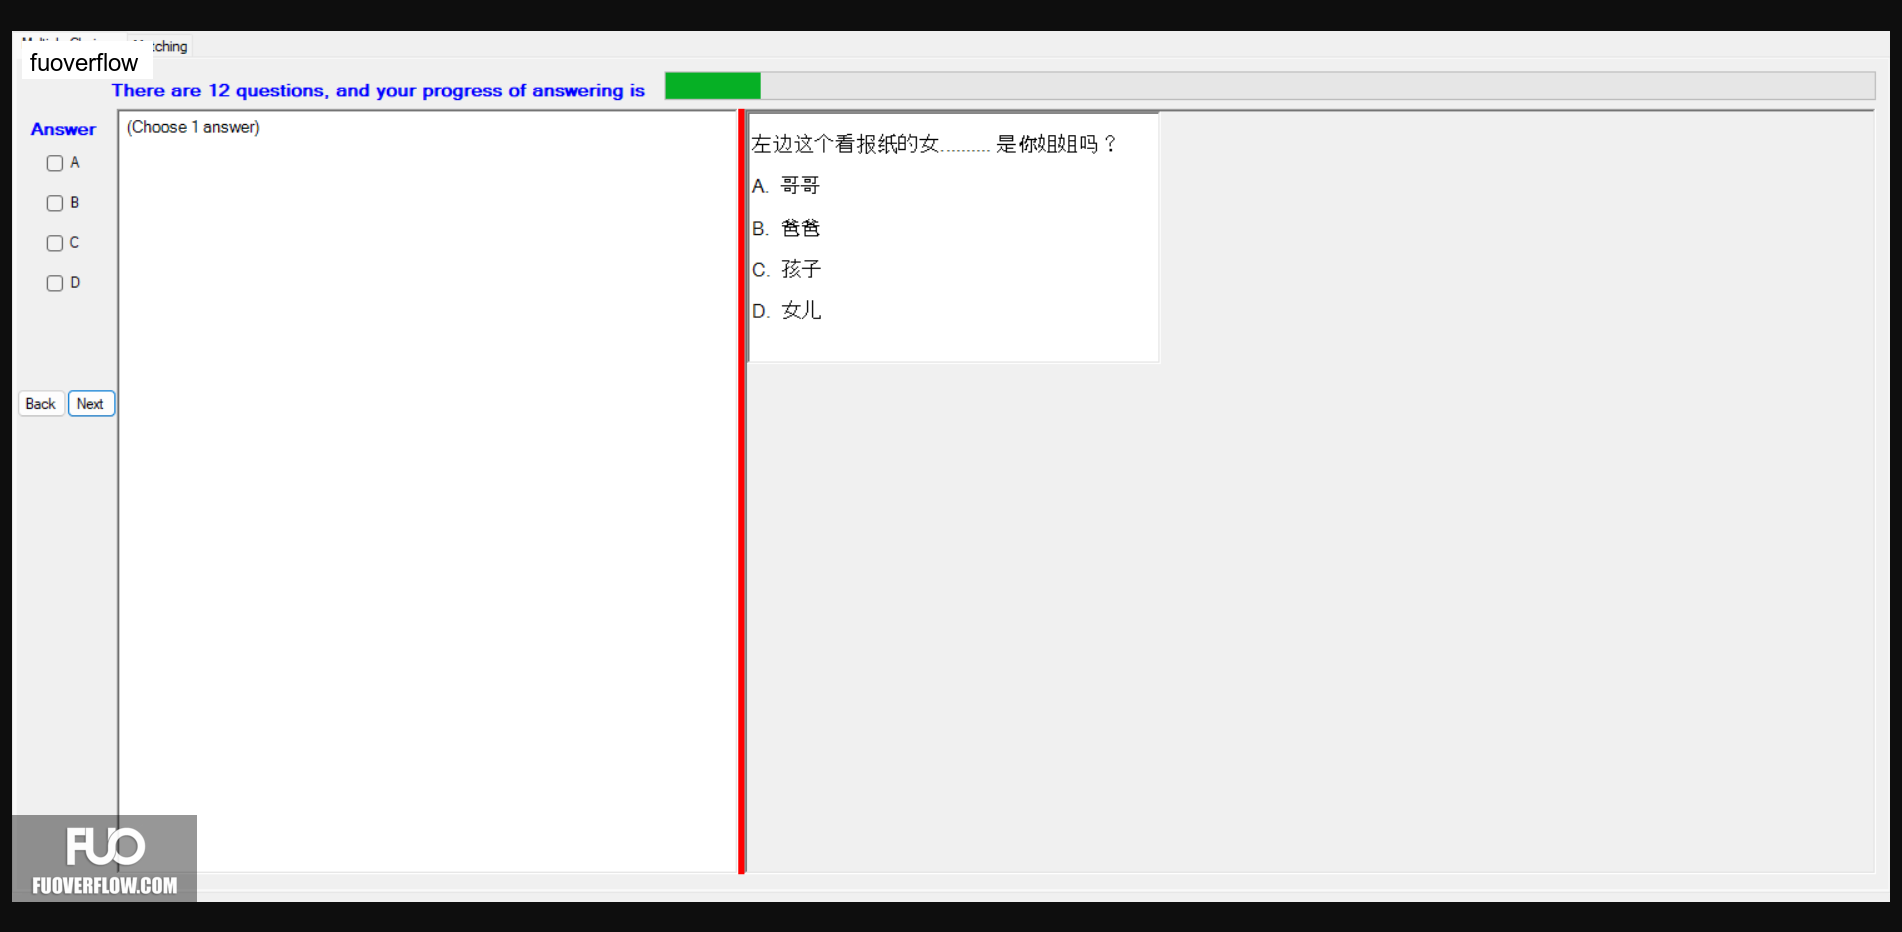 ching
fuoverflow
There are 12 questions, and your progress of answering is
Answer
(Choose 1 answer)
A
B
C
D
Back
Next
左边这个看报纸的女......... 是你姐姐吗？
A. 哥哥
B. 爸爸
C. 孩子
D. 女儿
FUO
FUOVERFLOW.COM